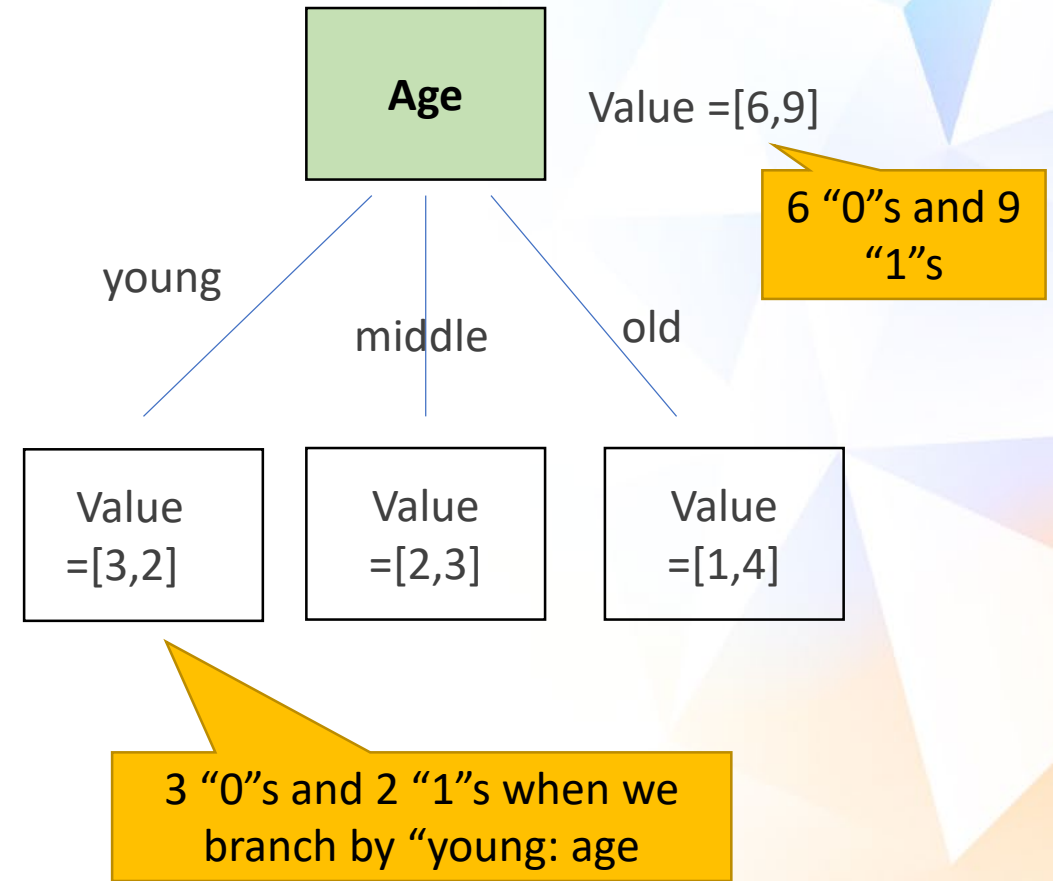 Age
Value =[6,9]
6 “0”s and 9
“1”s
young
middle
old
Value
=[3,2]
Value
=[2,3]
Value
=[1,4]
3 “0”s and 2 “1”s when we
branch by “young: age